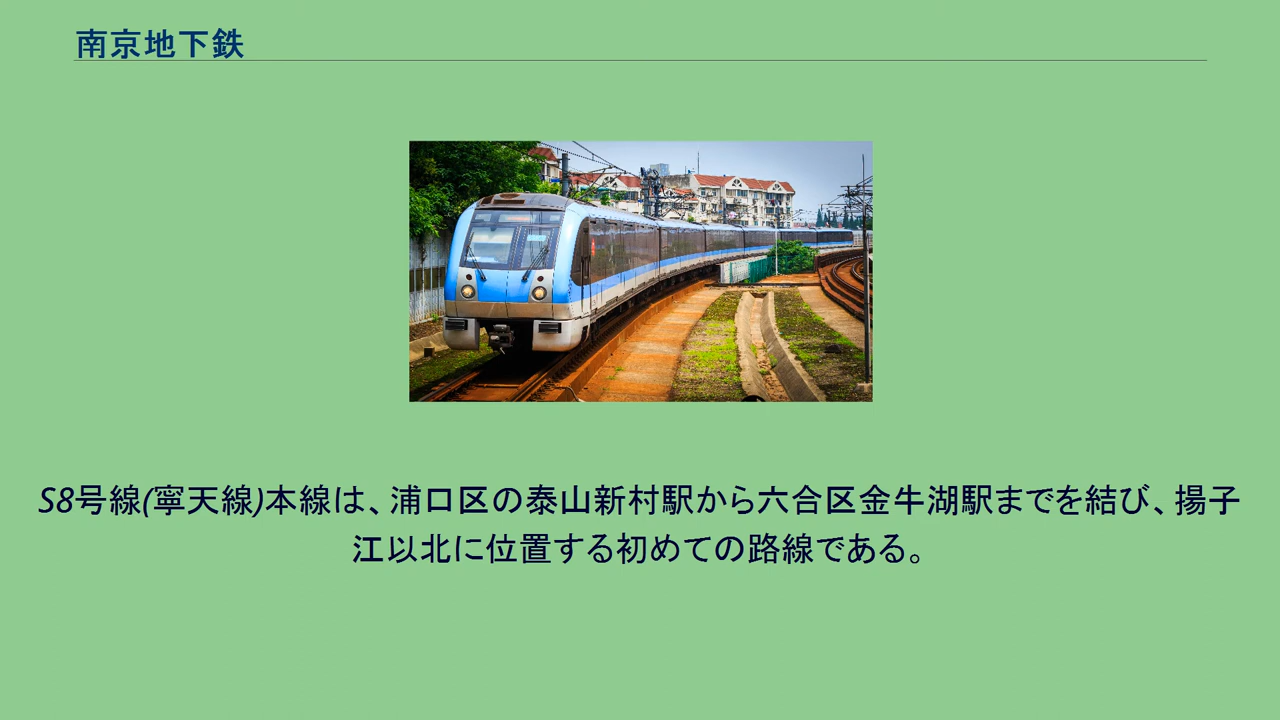 南京地下鉄
S8号線(寧天線)本線は、浦口区の泰山新村駅から六合区金牛湖駅までを結び、揚子
江以北に位置する初めての路線である。